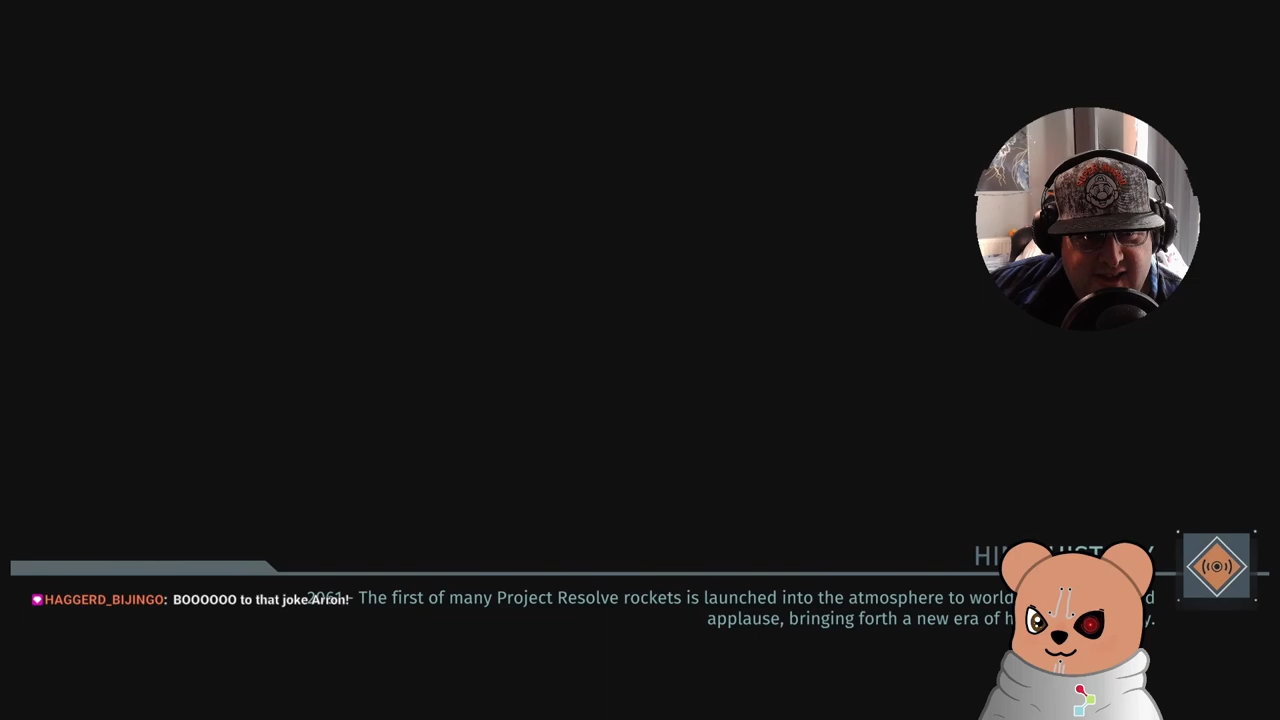 HAGGERD_BIJINGO: BOOOOOO to that joke Arron!
2061 - The first of many Project Resolve rockets is launched into the atmosphere to
applause, bringing forth a new era of